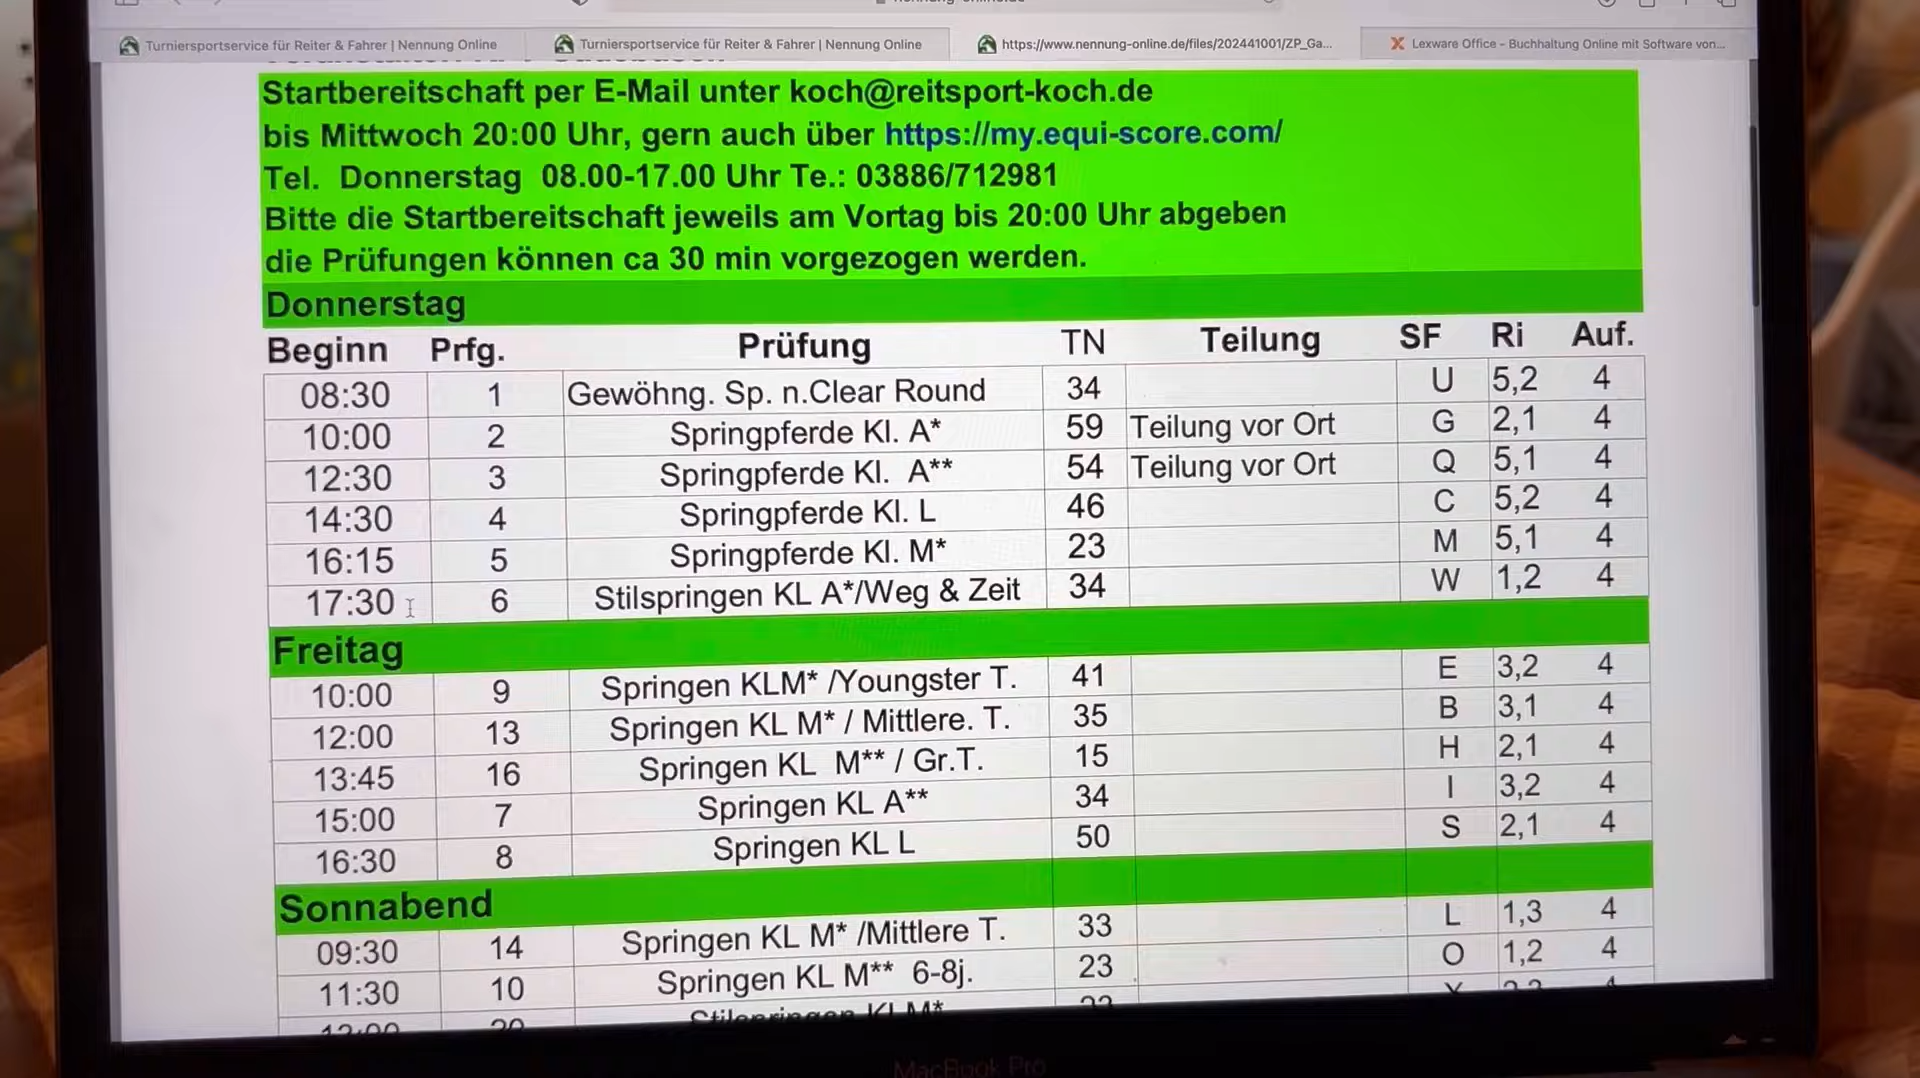 Turniersportservice für Reiter & Fahrer | Nennung Online
Turniersportservice für Reiter & Fahrer | Nennung Online
https://www.nennung-online.de/files/202441001/ZP_Ga...
Lexware Office - Buchhaltung Online mit Software von...
Startbereitschaft per E-Mail unter koch@reitsport-koch.de
bis Mittwoch 20:00 Uhr, gern auch über https://my.equi-score.com/
Tel. Donnerstag 08.00-17.00 Uhr Te.: 03886/712981
Bitte die Startbereitschaft jeweils am Vortag bis 20:00 Uhr abgeben
die Prüfungen können ca 30 min vorgezogen werden.
Donnerstag
Beginn Prfg. Prüfung TN Teilung SF Ri Auf.
08:30 1 Gewöhng. Sp. n.Clear Round 34 U 5,2 4
10:00 2 Springpferde Kl. A* 59 Teilung vor Ort G 2,1 4
12:30 3 Springpferde Kl. A** 54 Teilung vor Ort Q 5,1 4
14:30 4 Springpferde Kl. L 46 C 5,2 4
16:15 5 Springpferde Kl. M* 23 M 5,1 4
17:30 6 Stilspringen KL A*/Weg & Zeit 34 W 1,2 4
Freitag
10:00 9 Springen KLM* /Youngster T. 41 E 3,2 4
12:00 13 Springen KL M* / Mittlere. T. 35 B 3,1 4
13:45 16 Springen KL M** / Gr.T. 15 H 2,1 4
15:00 7 Springen KL A** 34 I 3,2 4
16:30 8 Springen KL L 50 S 2,1 4
Sonnabend
09:30 14 Springen KL M* /Mittlere T. 33 L 1,3 4
11:30 10 Springen KL M** 6-8j. 23 O 1,2 4
Stilspringen KLM*
MacBook Pro